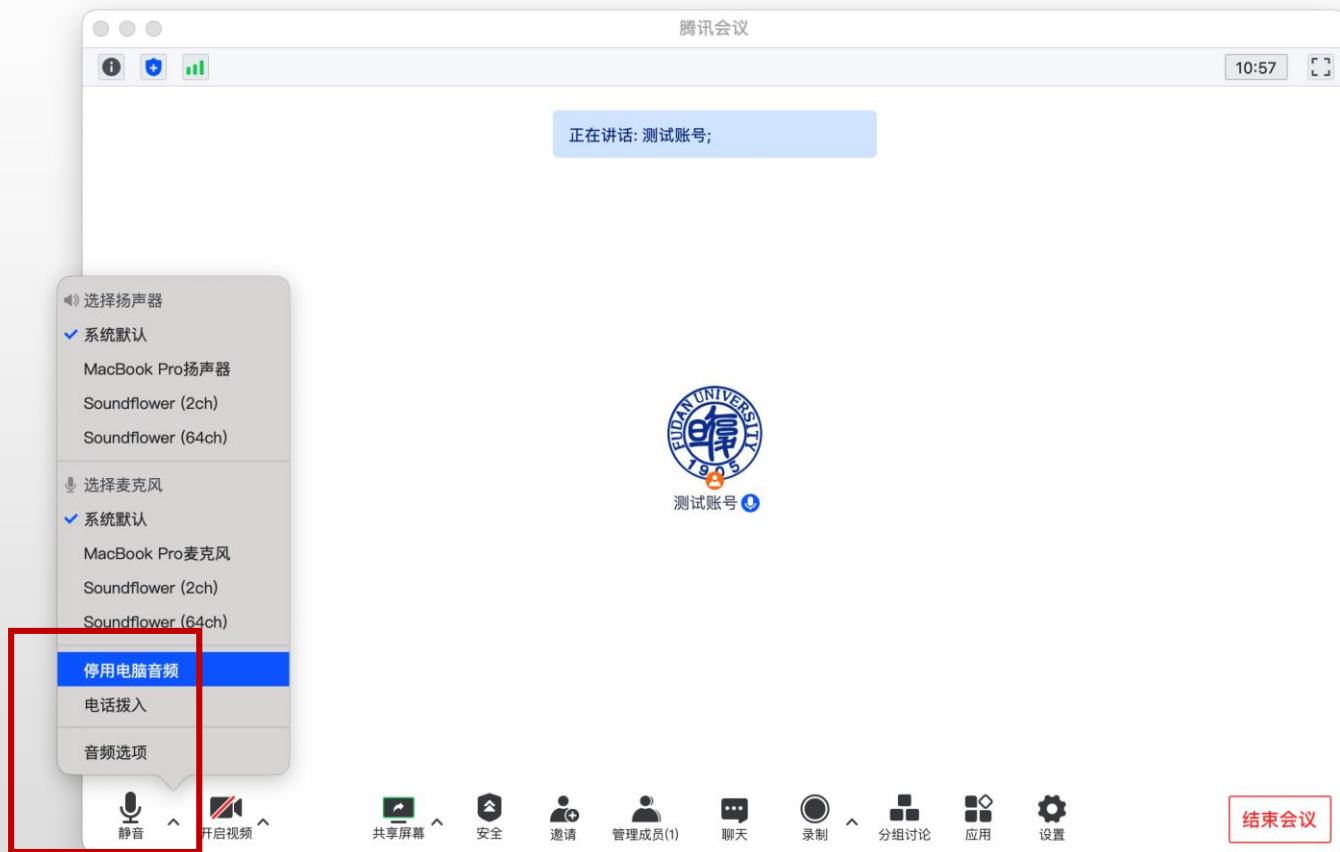 腾讯会议
10:57
正在讲话: 测试账号;
选择扬声器
系统默认
MacBook Pro扬声器
Soundflower (2ch)
Soundflower (64ch)
选择麦克风
系统默认
MacBook Pro麦克风
Soundflower (2ch)
Soundflower (64ch)
停用电脑音频
电话拨入
音频选项
FUDAN UNIVERSITY
1905
测试账号
静音
开启视频
共享屏幕
安全
邀请
管理成员(1)
聊天
录制
分组讨论
应用
设置
结束会议